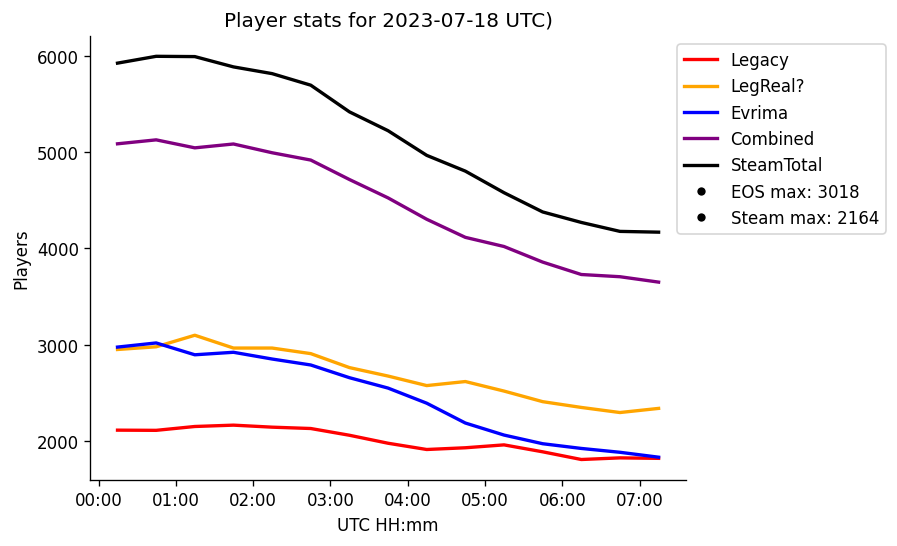 Player stats for 2023-07-18 UTC)
6000
5000
4000
3000
2000
Players
00:00 01:00 02:00 03:00 04:00 05:00 06:00 07:00
UTC HH:mm
Legacy
LegReal?
Evrima
Combined
SteamTotal
EOS max: 3018
Steam max: 2164